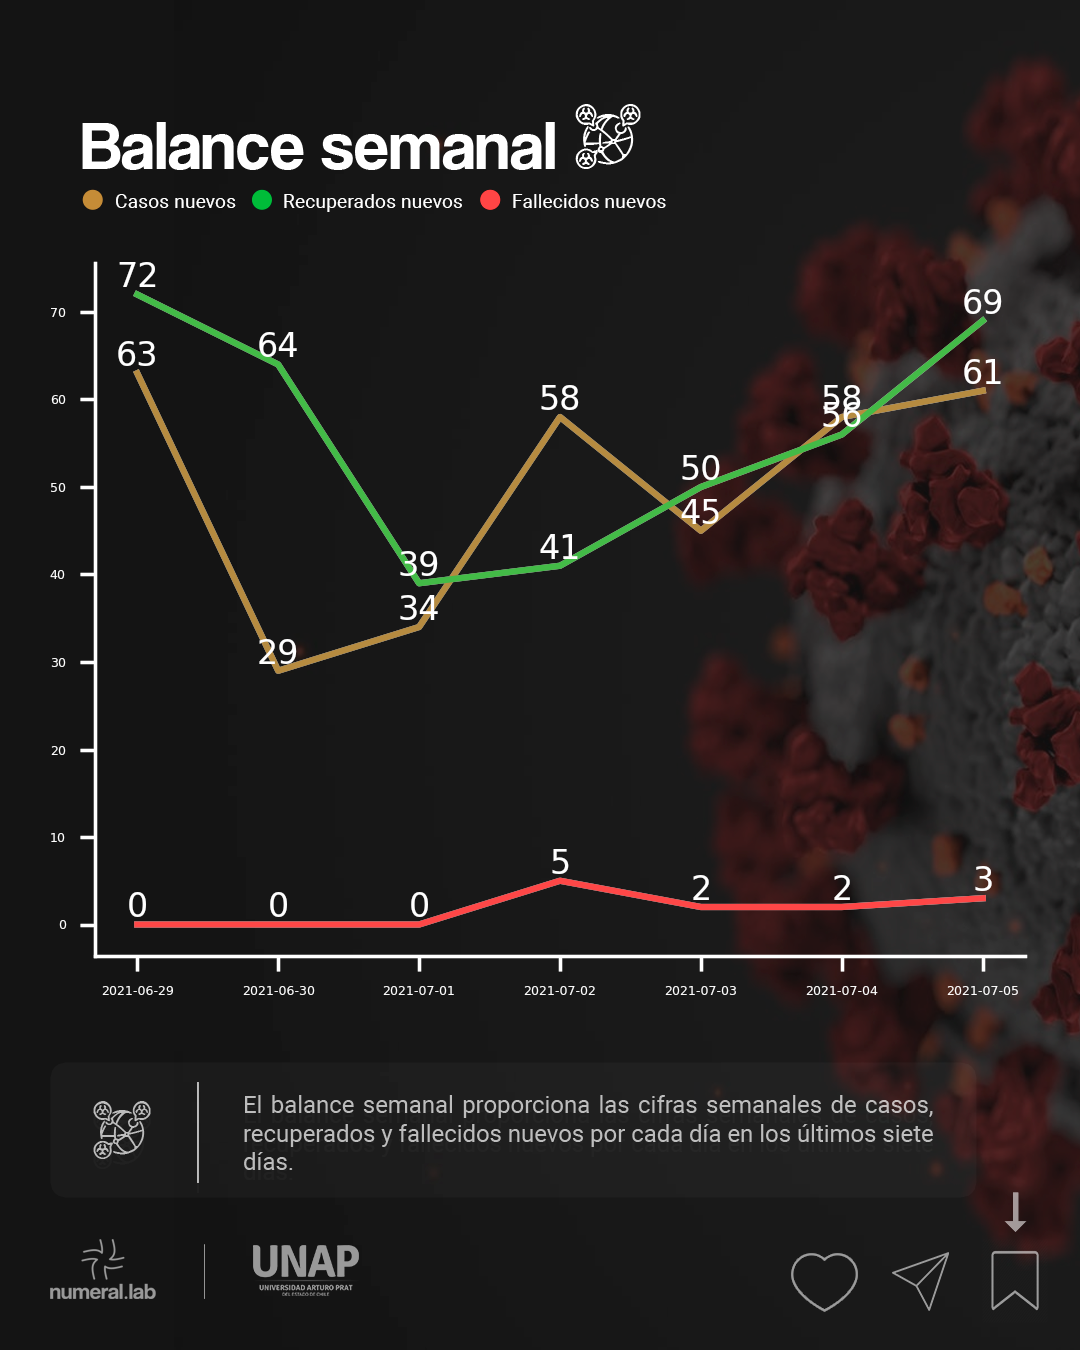 Balance semanal
Casos nuevos Recuperados nuevos Fallecidos nuevos
72
63
64
29
39
34
58
41
50
45
58
56
69
61
0
0
0
5
2
2
3
70
60
50
40
30
20
10
0
2021-06-29 2021-06-30 2021-07-01 2021-07-02 2021-07-03 2021-07-04 2021-07-05
El balance semanal proporciona las cifras semanales de casos,
recuperados y fallecidos nuevos por cada día en los últimos siete
días.
numeral.lab
UNAP
UNIVERSIDAD ARTURO PRAT
DEL ESTADO DE CHILE